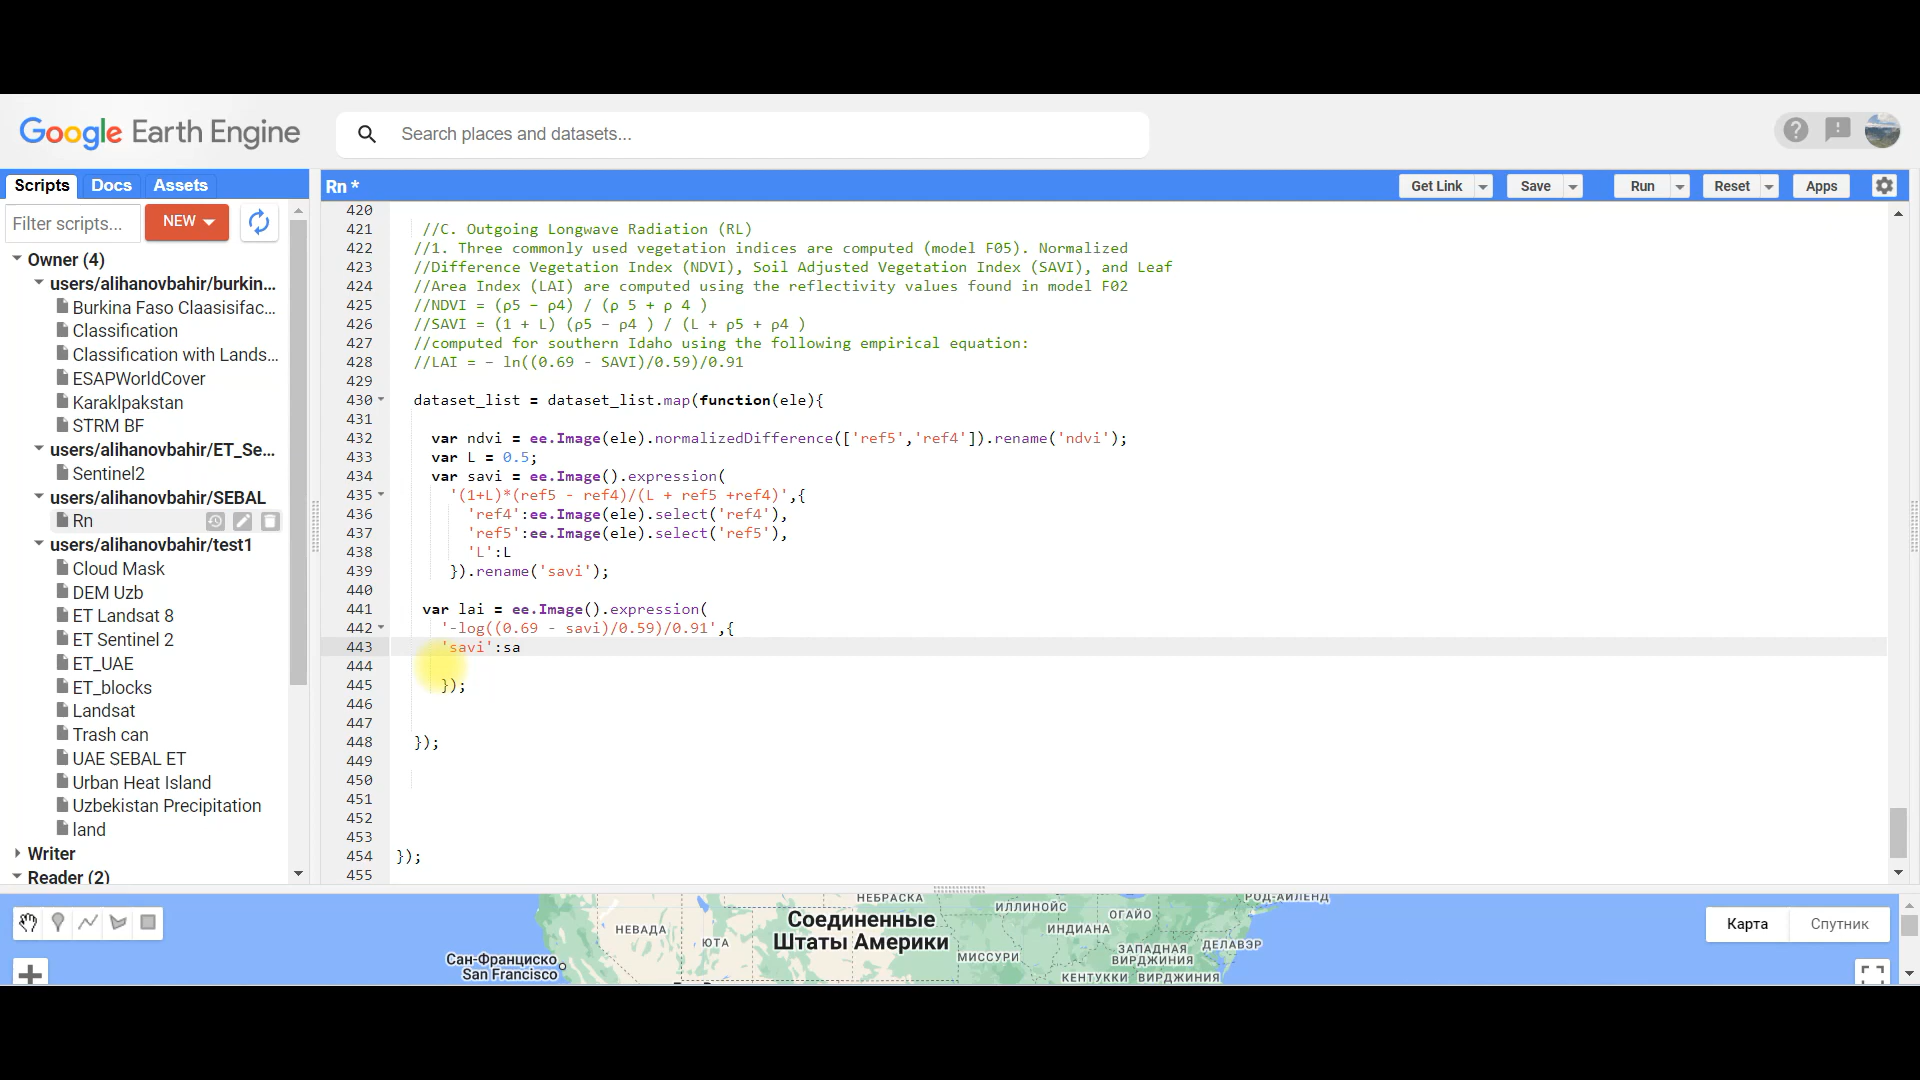 Google Earth Engine
Search places and datasets...
Scripts
Docs
Assets
Rn *
Get Link
Save
Run
Reset
Apps
Filter scripts...
NEW
Owner (4)
users/alihanovbahir/burkin...
Burkina Faso Claasisifac...
Classification
Classification with Lands...
ESAPWorldCover
Karaklpakstan
STRM BF
users/alihanovbahir/ET_Se...
Sentinel2
users/alihanovbahir/SEBAL
Rn
users/alihanovbahir/test1
Cloud Mask
DEM Uzb
ET Landsat 8
ET Sentinel 2
ET_UAE
ET_blocks
Landsat
Trash can
UAE SEBAL ET
Urban Heat Island
Uzbekistan Precipitation
land
Writer
Reader (2)
420
421 //C. Outgoing Longwave Radiation (RL)
422 //1. Three commonly used vegetation indices are computed (model F05). Normalized
423 //Difference Vegetation Index (NDVI), Soil Adjusted Vegetation Index (SAVI), and Leaf
424 //Area Index (LAI) are computed using the reflectivity values found in model F02
425 //NDVI = (ρ5 − ρ4) / (ρ 5 + ρ 4 )
426 //SAVI = (1 + L) (ρ5 − ρ4 ) / (L + ρ5 + ρ4 )
427 //computed for southern Idaho using the following empirical equation:
428 //LAI = − ln((0.69 - SAVI)/0.59)/0.91
429
430 dataset_list = dataset_list.map(function(ele){
431
432 var ndvi = ee.Image(ele).normalizedDifference(['ref5','ref4']).rename('ndvi');
433 var L = 0.5;
434 var savi = ee.Image().expression(
435 '(1+L)*(ref5 - ref4)/(L + ref5 +ref4)',{
436 'ref4':ee.Image(ele).select('ref4'),
437 'ref5':ee.Image(ele).select('ref5'),
438 'L':L
439 }).rename('savi');
440
441 var lai = ee.Image().expression(
442 '-log((0.69 - savi)/0.59)/0.91',{
443 'savi':sa
444
445 });
446
447
448 });
449
450
451
452
453
454 });
455
НЕБРАСКА
ИЛЛИНОЙС
ОГАЙО
РОД-АЙЛЕНД
НЕВАДА
ЮТА
Соединенные
Штаты Америки
ИНДИАНА
МИССУРИ
ЗАПАДНАЯ
ВИРДЖИНИЯ
ДЕЛАВЭР
КЕНТУККИ
ВИРДЖИНИЯ
Сан-Франциско
San Francisco
Карта
Спутник